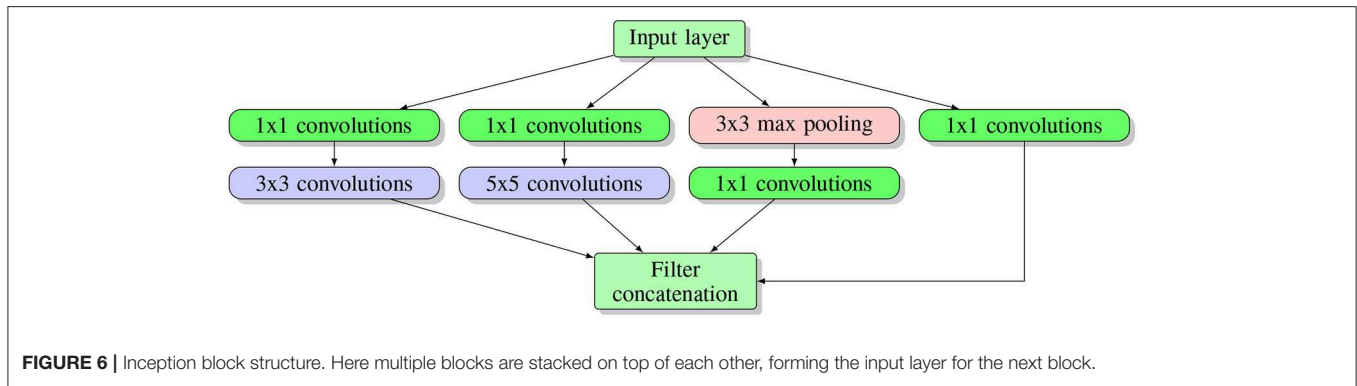 Input layer
1x1 convolutions
1x1 convolutions
3x3 max pooling
1x1 convolutions
3x3 convolutions
5x5 convolutions
1x1 convolutions
Filter
concatenation
FIGURE 6 | Inception block structure. Here multiple blocks are stacked on top of each other, forming the input layer for the next block.